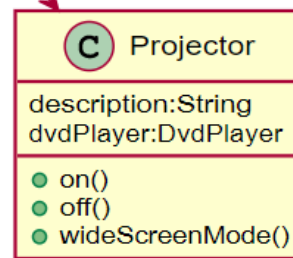 C Projector
description:String
dvdPlayer:DvdPlayer
on()
off()
wideScreenMode()